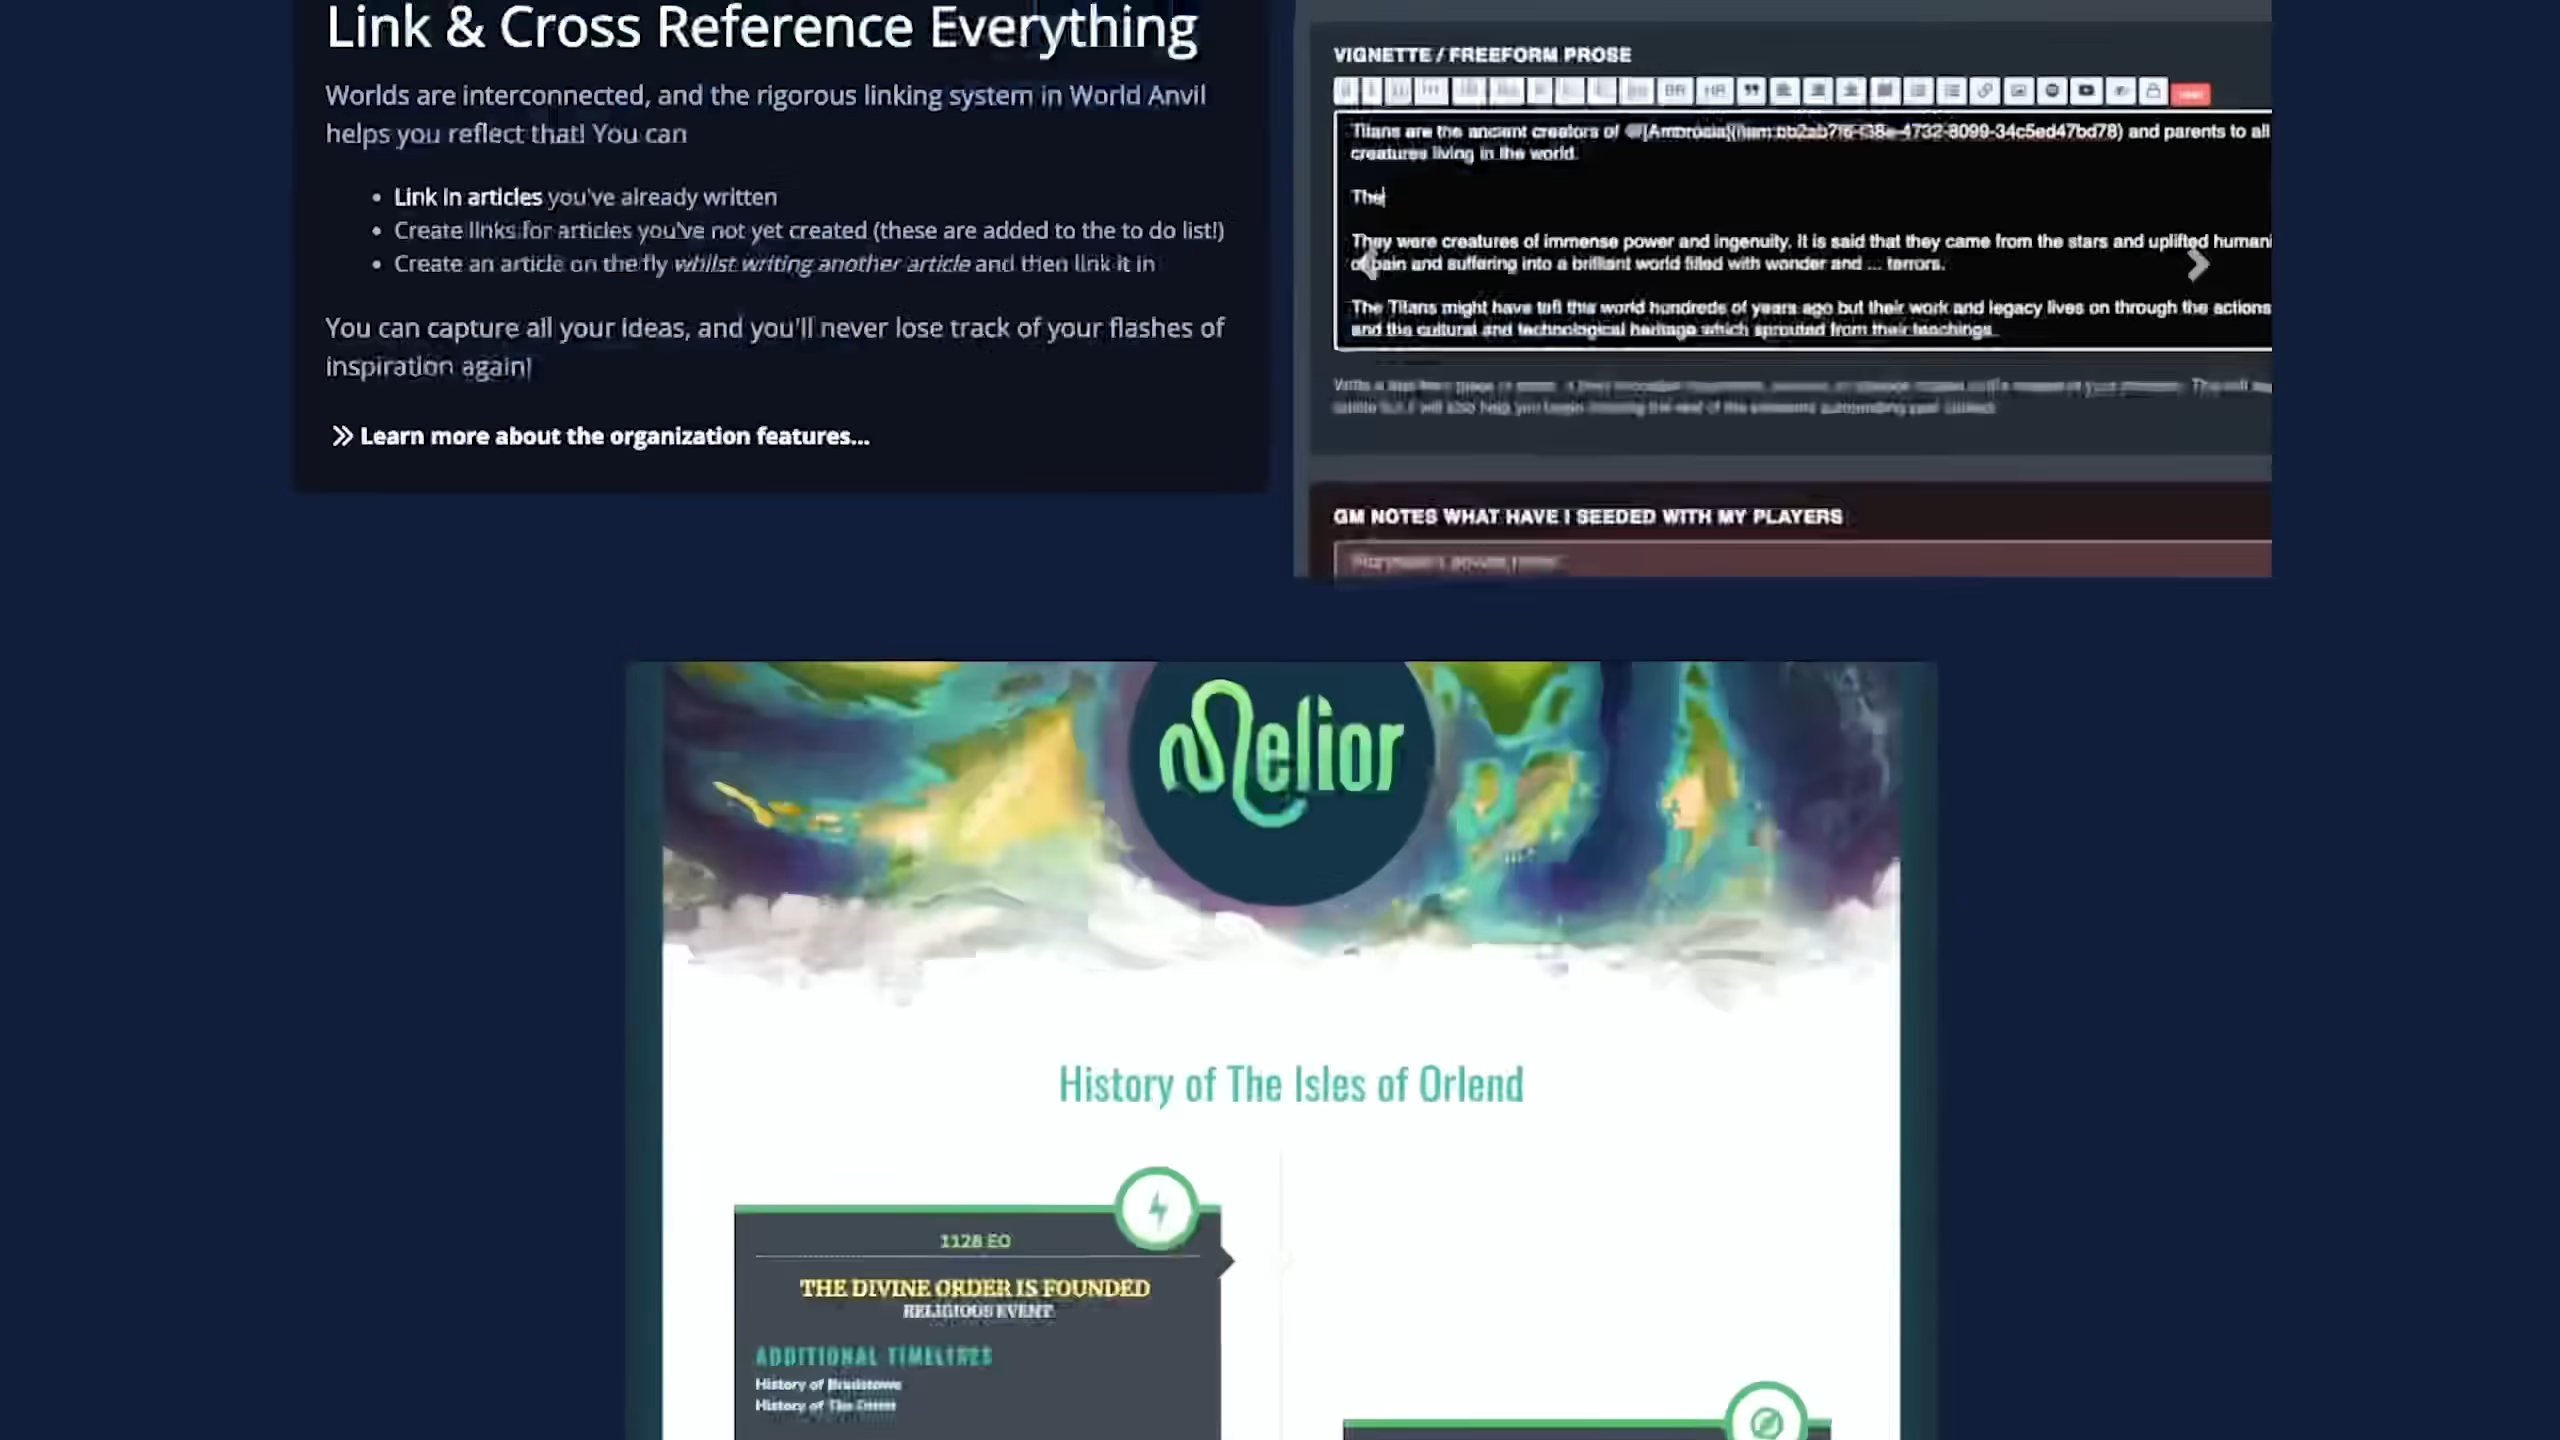 Link & Cross Reference Everything
Worlds are interconnected, and the rigorous linking system in World Anvil
helps you reflect that! You can
• Link in articles you've already written
• Create links for articles you've not yet created (these are added to the to do list!)
• Create an article on the fly whilst writing another article and then link it in
You can capture all your ideas, and you'll never lose track of your flashes of
inspiration again!
Learn more about the organization features...
VIGNETTE / FREEFORM PROSE
BR HR
Titans are the ancient creators of and parents to all
creatures living in the world.
The
They were creatures of immense power and ingenuity. It is said that they came from the stars and uplifted humani
of pain and suffering into a brilliant world filled with wonder and ... terrors.
The Titans might have left this world hundreds of years ago but their work and legacy lives on through the actions
and the cultural and technological heritage which sprouted from their teachings.
GM NOTES WHAT HAVE I SEEDED WITH MY PLAYERS
Melior
History of The Isles of Orlend
1128 EO
THE DIVINE ORDER IS FOUNDED
RELIGIOUS EVENT
ADDITIONAL TIMELINES
History of
History of The